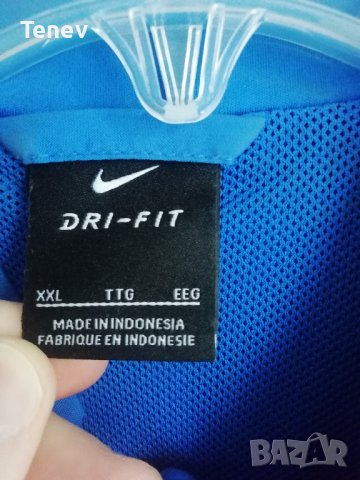 Tenev
DRI-FIT
XXL TTG EEG
MADE IN INDONESIA
FABRIQUE EN INDONESIE
BAZAR